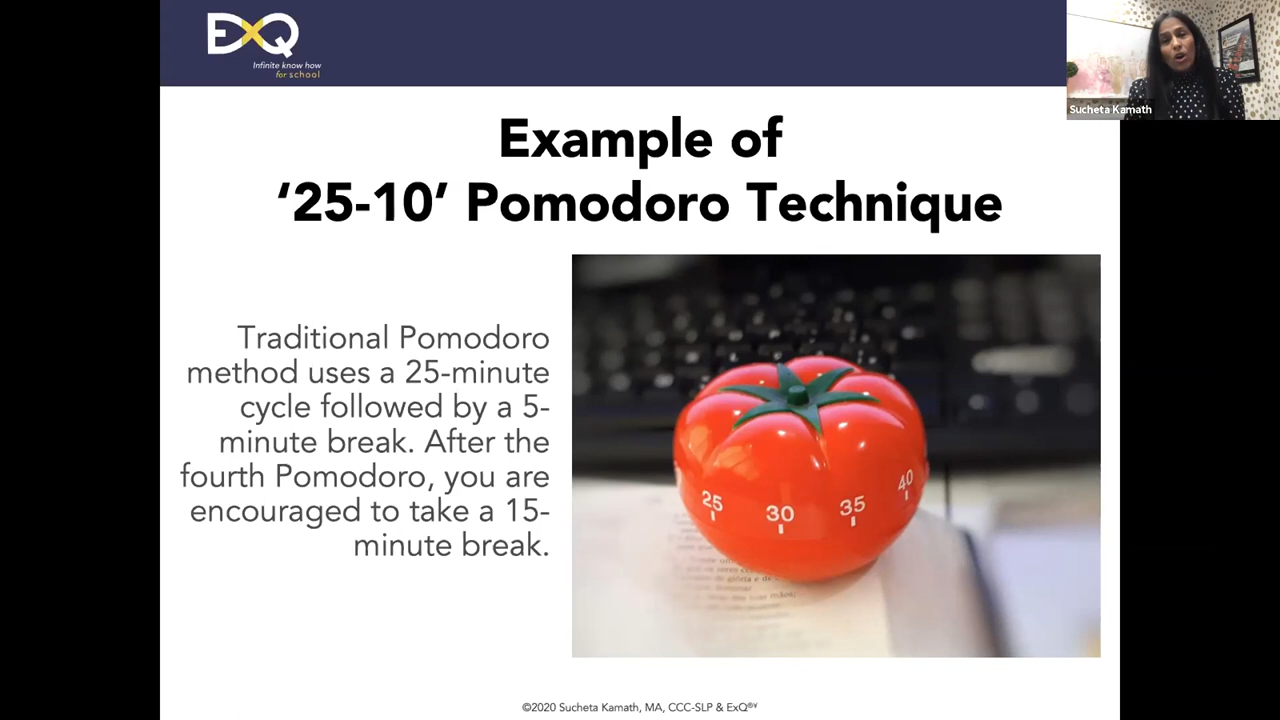 EXQ
Infinite know how
for school
Sucheta Kamath
Example of
‘25-10’ Pomodoro Technique
Traditional Pomodoro
method uses a 25-minute
cycle followed by a 5-
minute break. After the
fourth Pomodoro, you are
encouraged to take a 15-
minute break.
25 30 35 40
©2020 Sucheta Kamath, MA, CCC-SLP & ExQ®¥